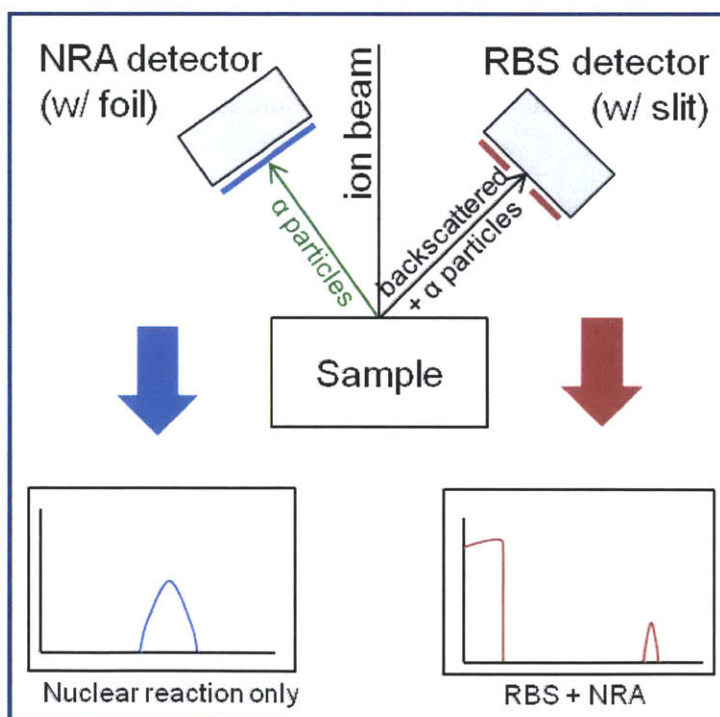 NRA detector
(w/ foil)
ion beam
RBS detector
(w/ slit)
α particles
backscattered
+ α particles
Sample
Nuclear reaction only
RBS + NRA